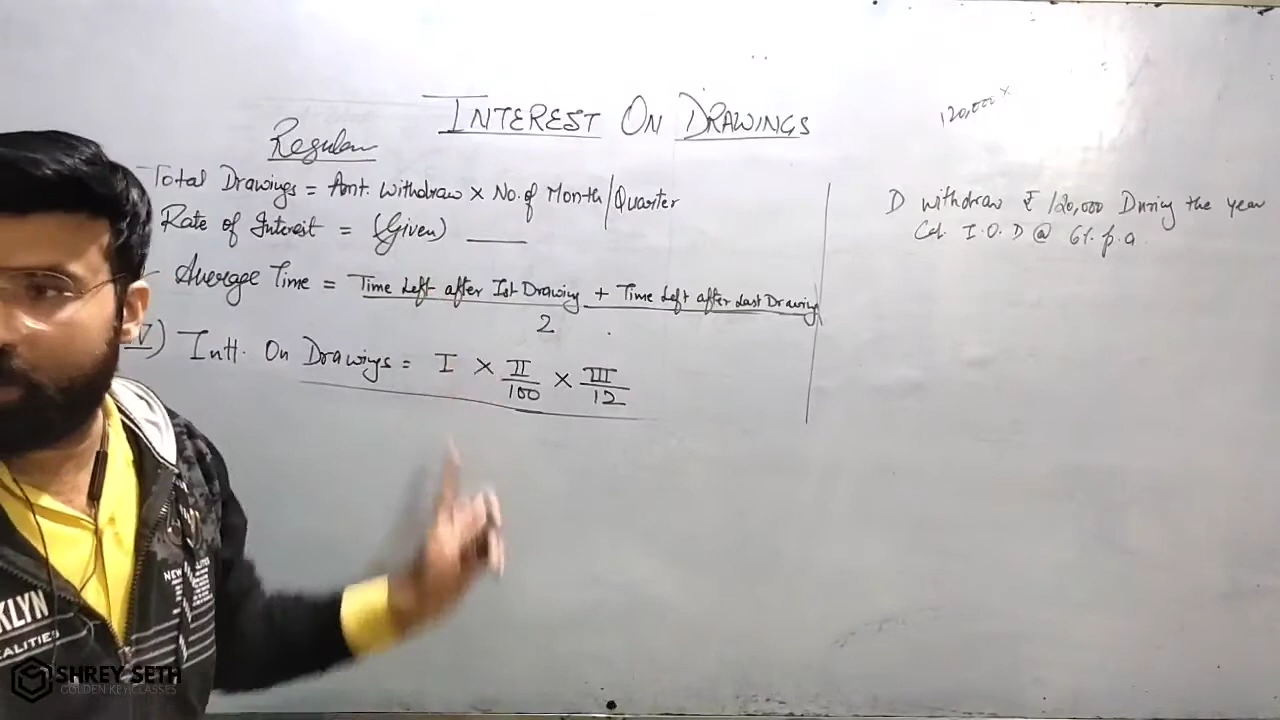 INTEREST ON DRAWINGS
Regular
Total Drawings = Amt. withdraw × No. of Month/Quarter
Rate of Interest = (Given)
Average Time = Time Left after Ist Drawing + Time Left after Last Drawing
2
IV) Intt. On Drawings = I × II/100 × III/12
120,000 ×
D withdraw ₹ 120,000 During the year
Cal. I.O.D @ 6% p.a.
NEW
KLYN
EALITIES
SHREY SETH
GOLDEN KEY CLASSES